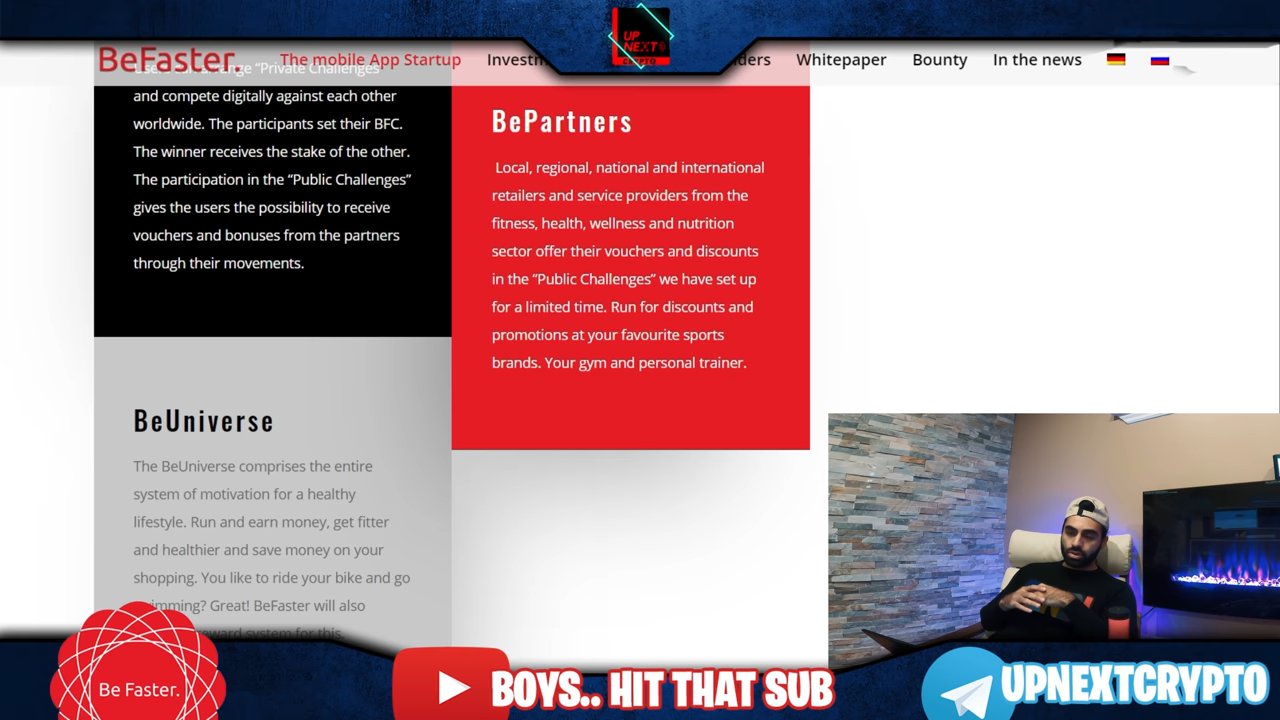 UP
NEXT
CRYPTO
BeFaster.
The mobile App Startup
Whitepaper
Bounty
In the news
and compete digitally against each other
worldwide. The participants set their BFC.
The winner receives the stake of the other.
The participation in the “Public Challenges”
gives the users the possibility to receive
vouchers and bonuses from the partners
through their movements.
BePartners
Local, regional, national and international
retailers and service providers from the
fitness, health, wellness and nutrition
sector offer their vouchers and discounts
in the “Public Challenges” we have set up
for a limited time. Run for discounts and
promotions at your favourite sports
brands. Your gym and personal trainer.
BeUniverse
The BeUniverse comprises the entire
system of motivation for a healthy
lifestyle. Run and earn money, get fitter
and healthier and save money on your
shopping. You like to ride your bike and go
Great! BeFaster will also
system for this.
Be Faster.
BOYS.. HIT THAT SUB
UPNEXTCRYPTO